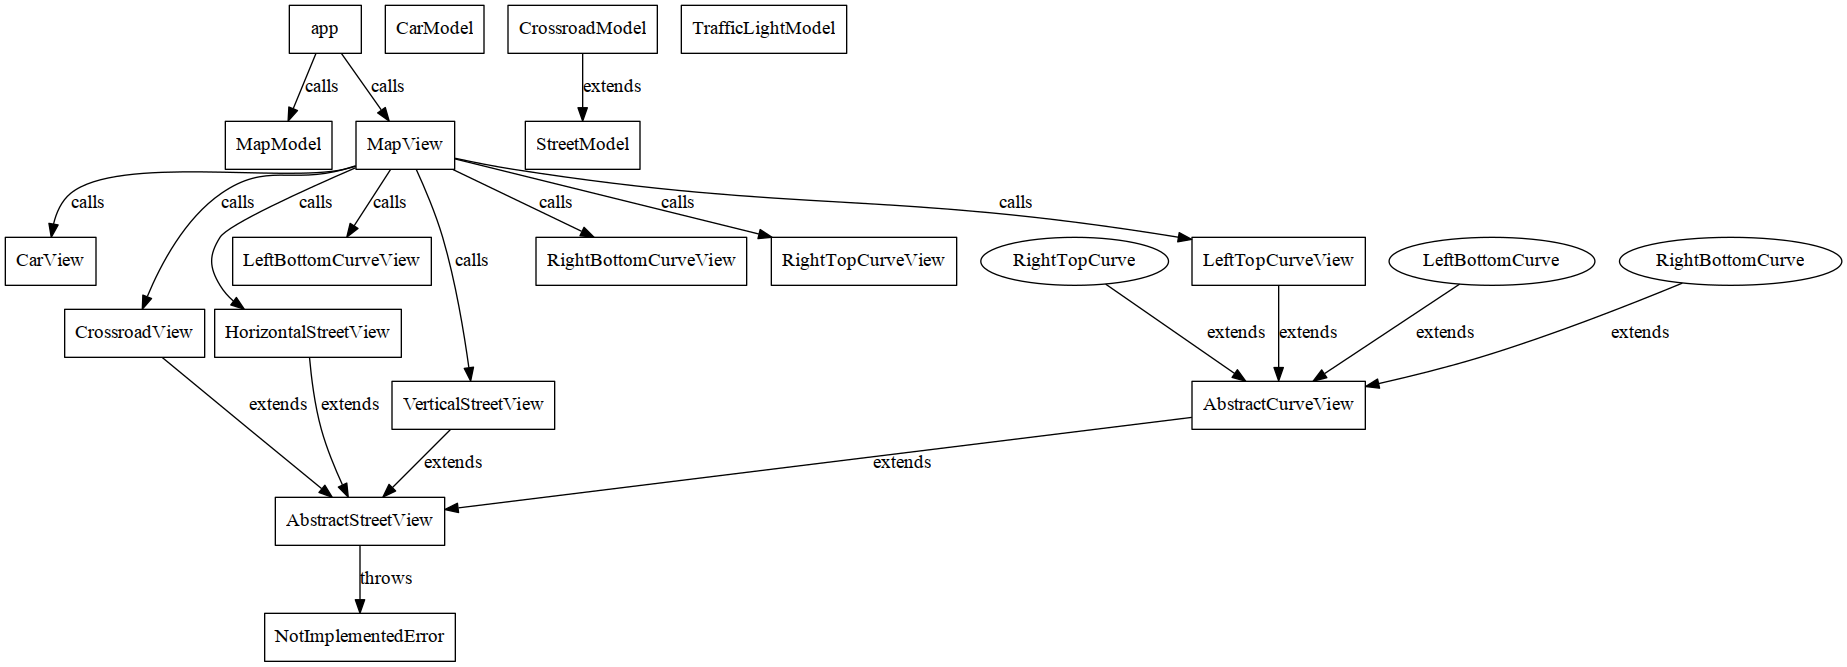 app
CarModel
CrossroadModel
TrafficLightModel
calls
calls
extends
MapModel
MapView
StreetModel
calls
calls
calls
calls
calls
calls
calls
CarView
LeftBottomCurveView
calls
RightBottomCurveView
RightTopCurveView
RightTopCurve
LeftTopCurveView
LeftBottomCurve
RightBottomCurve
CrossroadView
HorizontalStreetView
extends
extends
extends
extends
extends
extends
VerticalStreetView
AbstractCurveView
extends
extends
AbstractStreetView
throws
NotImplementedError